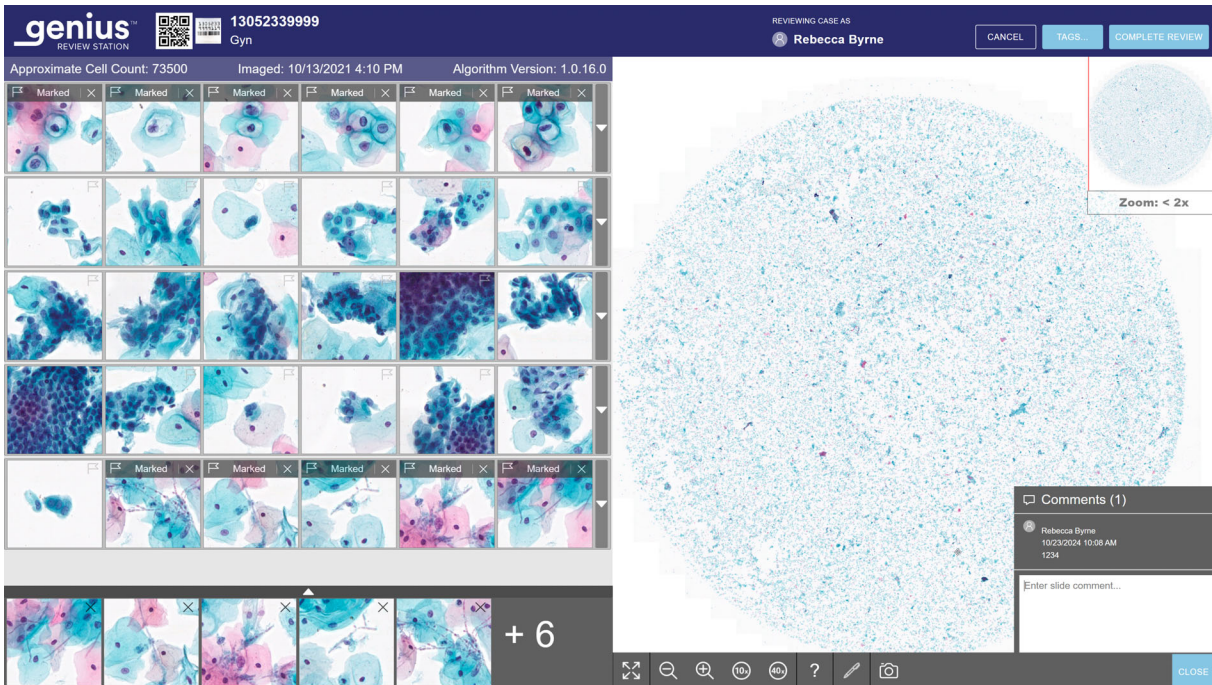 genius™
REVIEW STATION
13052339999
Gyn
REVIEWING CASE AS
Rebecca Byrne
CANCEL
TAGS...
COMPLETE REVIEW
Approximate Cell Count: 73500
Imaged: 10/13/2021 4:10 PM
Algorithm Version: 1.0.16.0
Marked
Marked
Marked
Marked
Marked
Marked
Zoom: < 2x
Marked
Marked
Marked
Marked
Marked
Comments (1)
Rebecca Byrne
10/23/2024 10:08 AM
1234
Enter slide comment...
+ 6
10x
40x
?
CLOSE